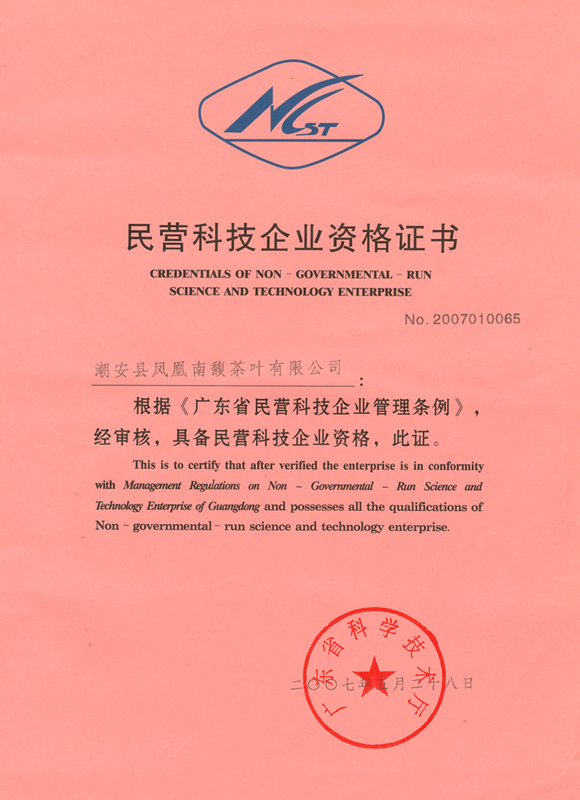 NCST
民营科技企业资格证书
CREDENTIALS OF NON - GOVERNMENTAL - RUN
SCIENCE AND TECHNOLOGY ENTERPRISE
No. 2007010065
潮安县凤凰南馥茶叶有限公司：
根据《广东省民营科技企业管理条例》，
经审核，具备民营科技企业资格，此证。
This is to certify that after verified the enterprise is in conformity
with Management Regulations on Non - Governmental - Run Science and
Technology Enterprise of Guangdong and possesses all the qualifications of
Non - governmental - run science and technology enterprise.
广东省科学技术厅
二〇〇七年五月二十八日